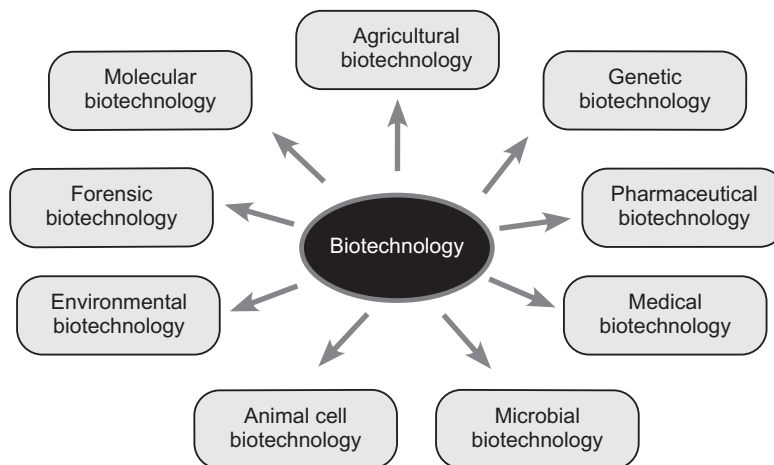 Agricultural
biotechnology
Molecular
biotechnology
Genetic
biotechnology
Forensic
biotechnology
Pharmaceutical
biotechnology
Biotechnology
Environmental
biotechnology
Medical
biotechnology
Animal cell
biotechnology
Microbial
biotechnology